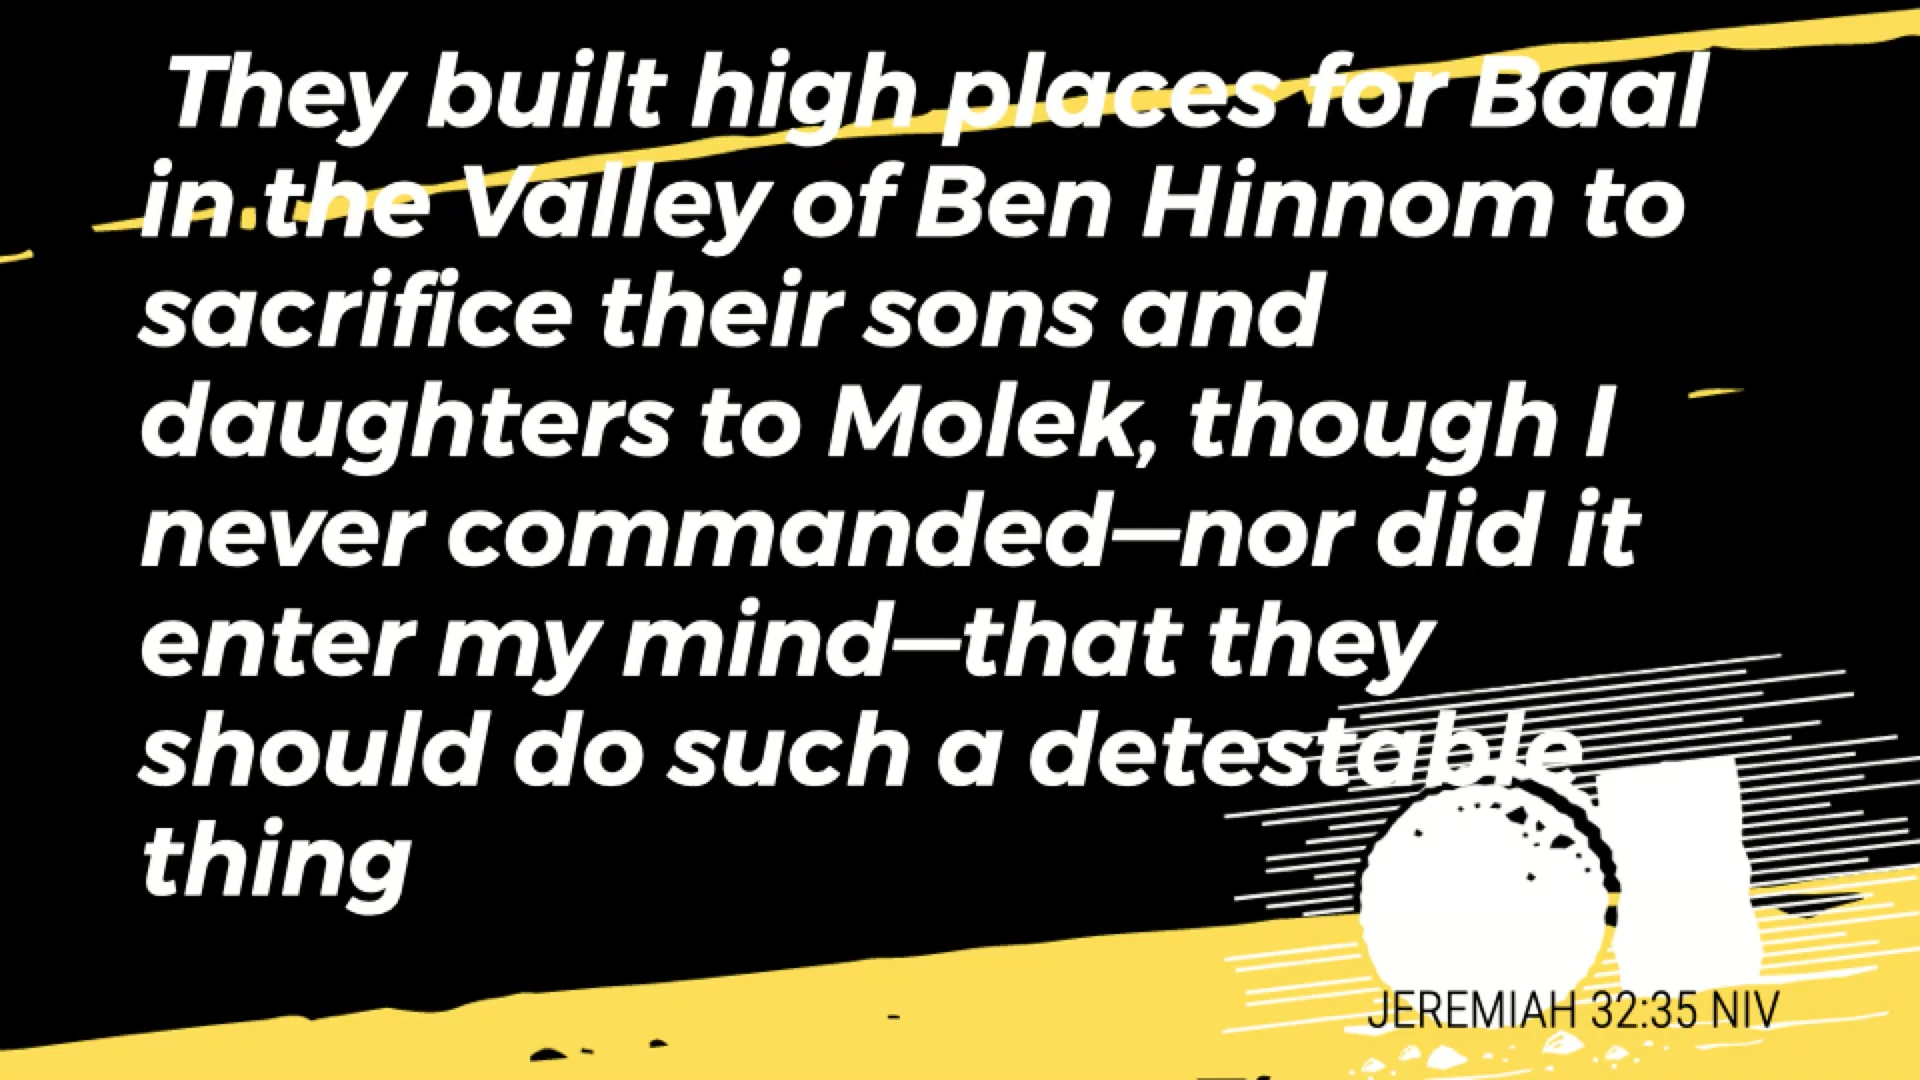 They built high places for Baal
in the Valley of Ben Hinnom to
sacrifice their sons and
daughters to Molek, though I
never commanded—nor did it
enter my mind—that they
should do such a detestable
thing
JEREMIAH 32:35 NIV